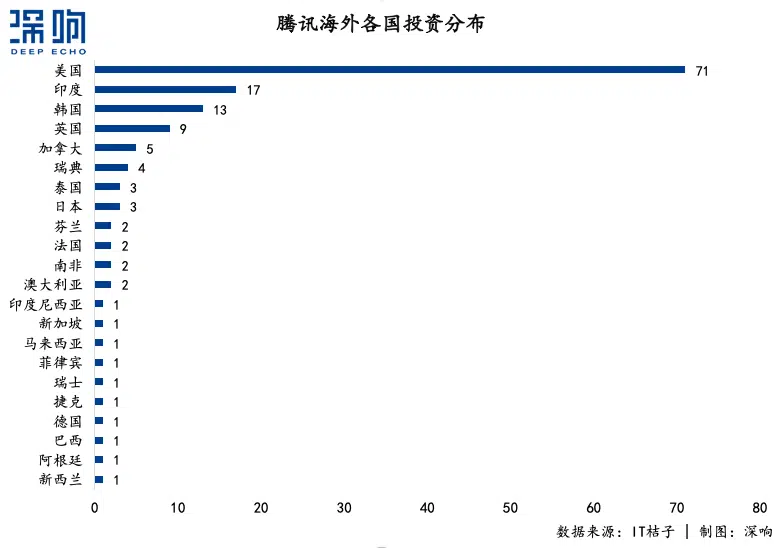 深响
DEEP ECHO
腾讯海外各国投资分布
美国 71
印度 17
韩国 13
英国 9
加拿大 5
瑞典 4
泰国 3
日本 3
芬兰 2
法国 2
南非 2
澳大利亚 2
印度尼西亚 1
新加坡 1
马来西亚 1
菲律宾 1
瑞士 1
捷克 1
德国 1
巴西 1
阿根廷 1
新西兰 1
0 10 20 30 40 50 60 70 80
数据来源：IT桔子 | 制图：深响